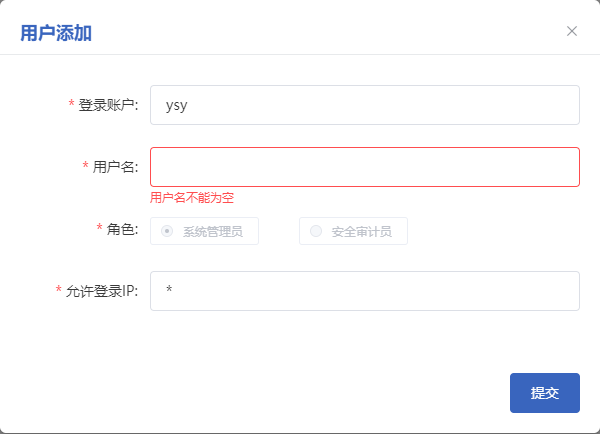 用户添加
* 登录账户: ysy
* 用户名:
用户名不能为空
* 角色: 系统管理员 安全审计员
* 允许登录IP: *
提交